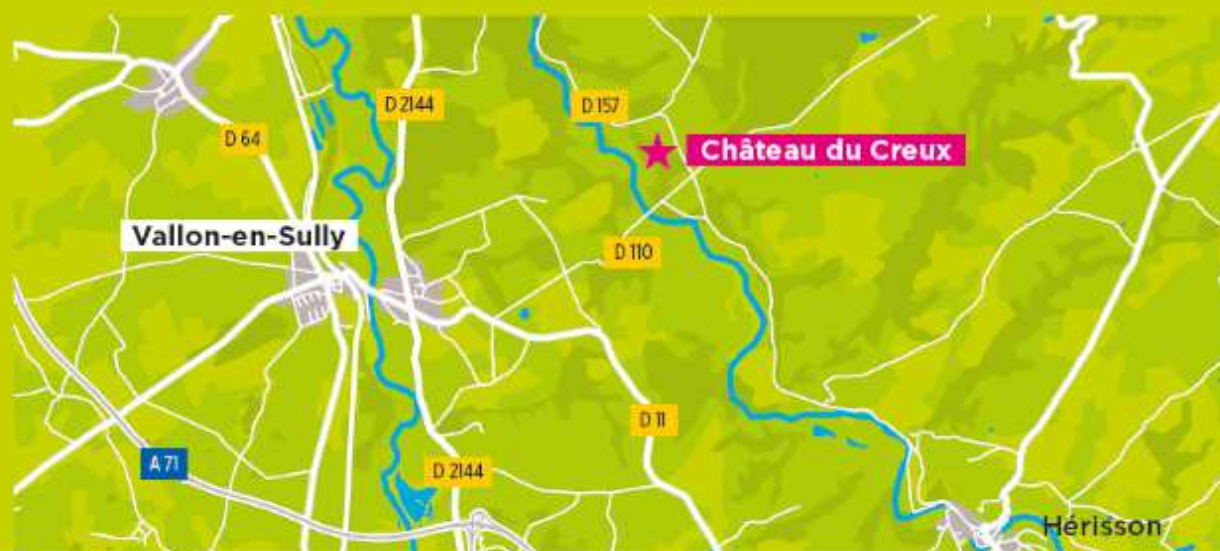 D 2144
D 157
D 64
Château du Creux
Vallon-en-Sully
D 110
D 11
A 71
D 2144
Hérisson